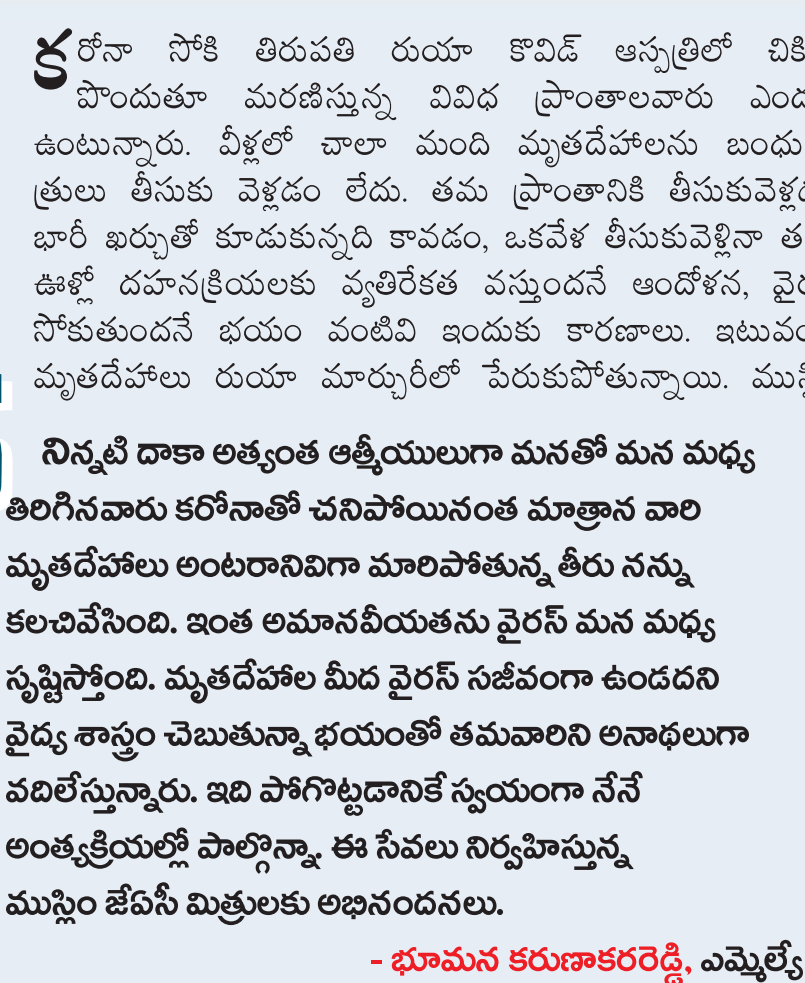 కరోనా సోకి తిరుపతి రుయా కొవిడ్ ఆస్పత్రిలో
పొందుతూ మరణిస్తున్న వివిధ ప్రాంతాలవారు
ఉంటున్నారు. వీళ్లలో చాలా మంది మృతదేహాలను
త్రులు తీసుకు వెళ్లడం లేదు. తమ ప్రాంతానికి
భారీ ఖర్చుతో కూడుకున్నది కావడం, ఒకవేళ తీసుకువెళ్లినా
ఊళ్లో దహనక్రియలకు వ్యతిరేకత వస్తుందనే ఆందోళన,
సోకుతుందనే భయం వంటివి ఇందుకు కారణాలు.
మృతదేహాలు రుయా మార్చురీలో పేరుకుపోతున్నాయి.
నిన్నటి దాకా అత్యంత ఆత్మీయులుగా మనతో మన మధ్య
తిరిగినవారు కరోనాతో చనిపోయినంత మాత్రాన వారి
మృతదేహాలు అంటరానివిగా మారిపోతున్న తీరు నన్ను
కలచివేసింది. ఇంత అమానవీయతను వైరస్ మన మధ్య
సృష్టిస్తోంది. మృతదేహాల మీద వైరస్ సజీవంగా ఉండదని
వైద్య శాస్త్రం చెబుతున్నా భయంతో తమవారిని అనాథలుగా
వదిలేస్తున్నారు. ఇది పోగొట్టడానికే స్వయంగా నేనే
అంత్యక్రియల్లో పాల్గొన్నా. ఈ సేవలు నిర్వహిస్తున్న
ముస్లిం జేఏసీ మిత్రులకు అభినందనలు.
- భూమన కరుణాకరరెడ్డి, ఎమ్మెల్యే